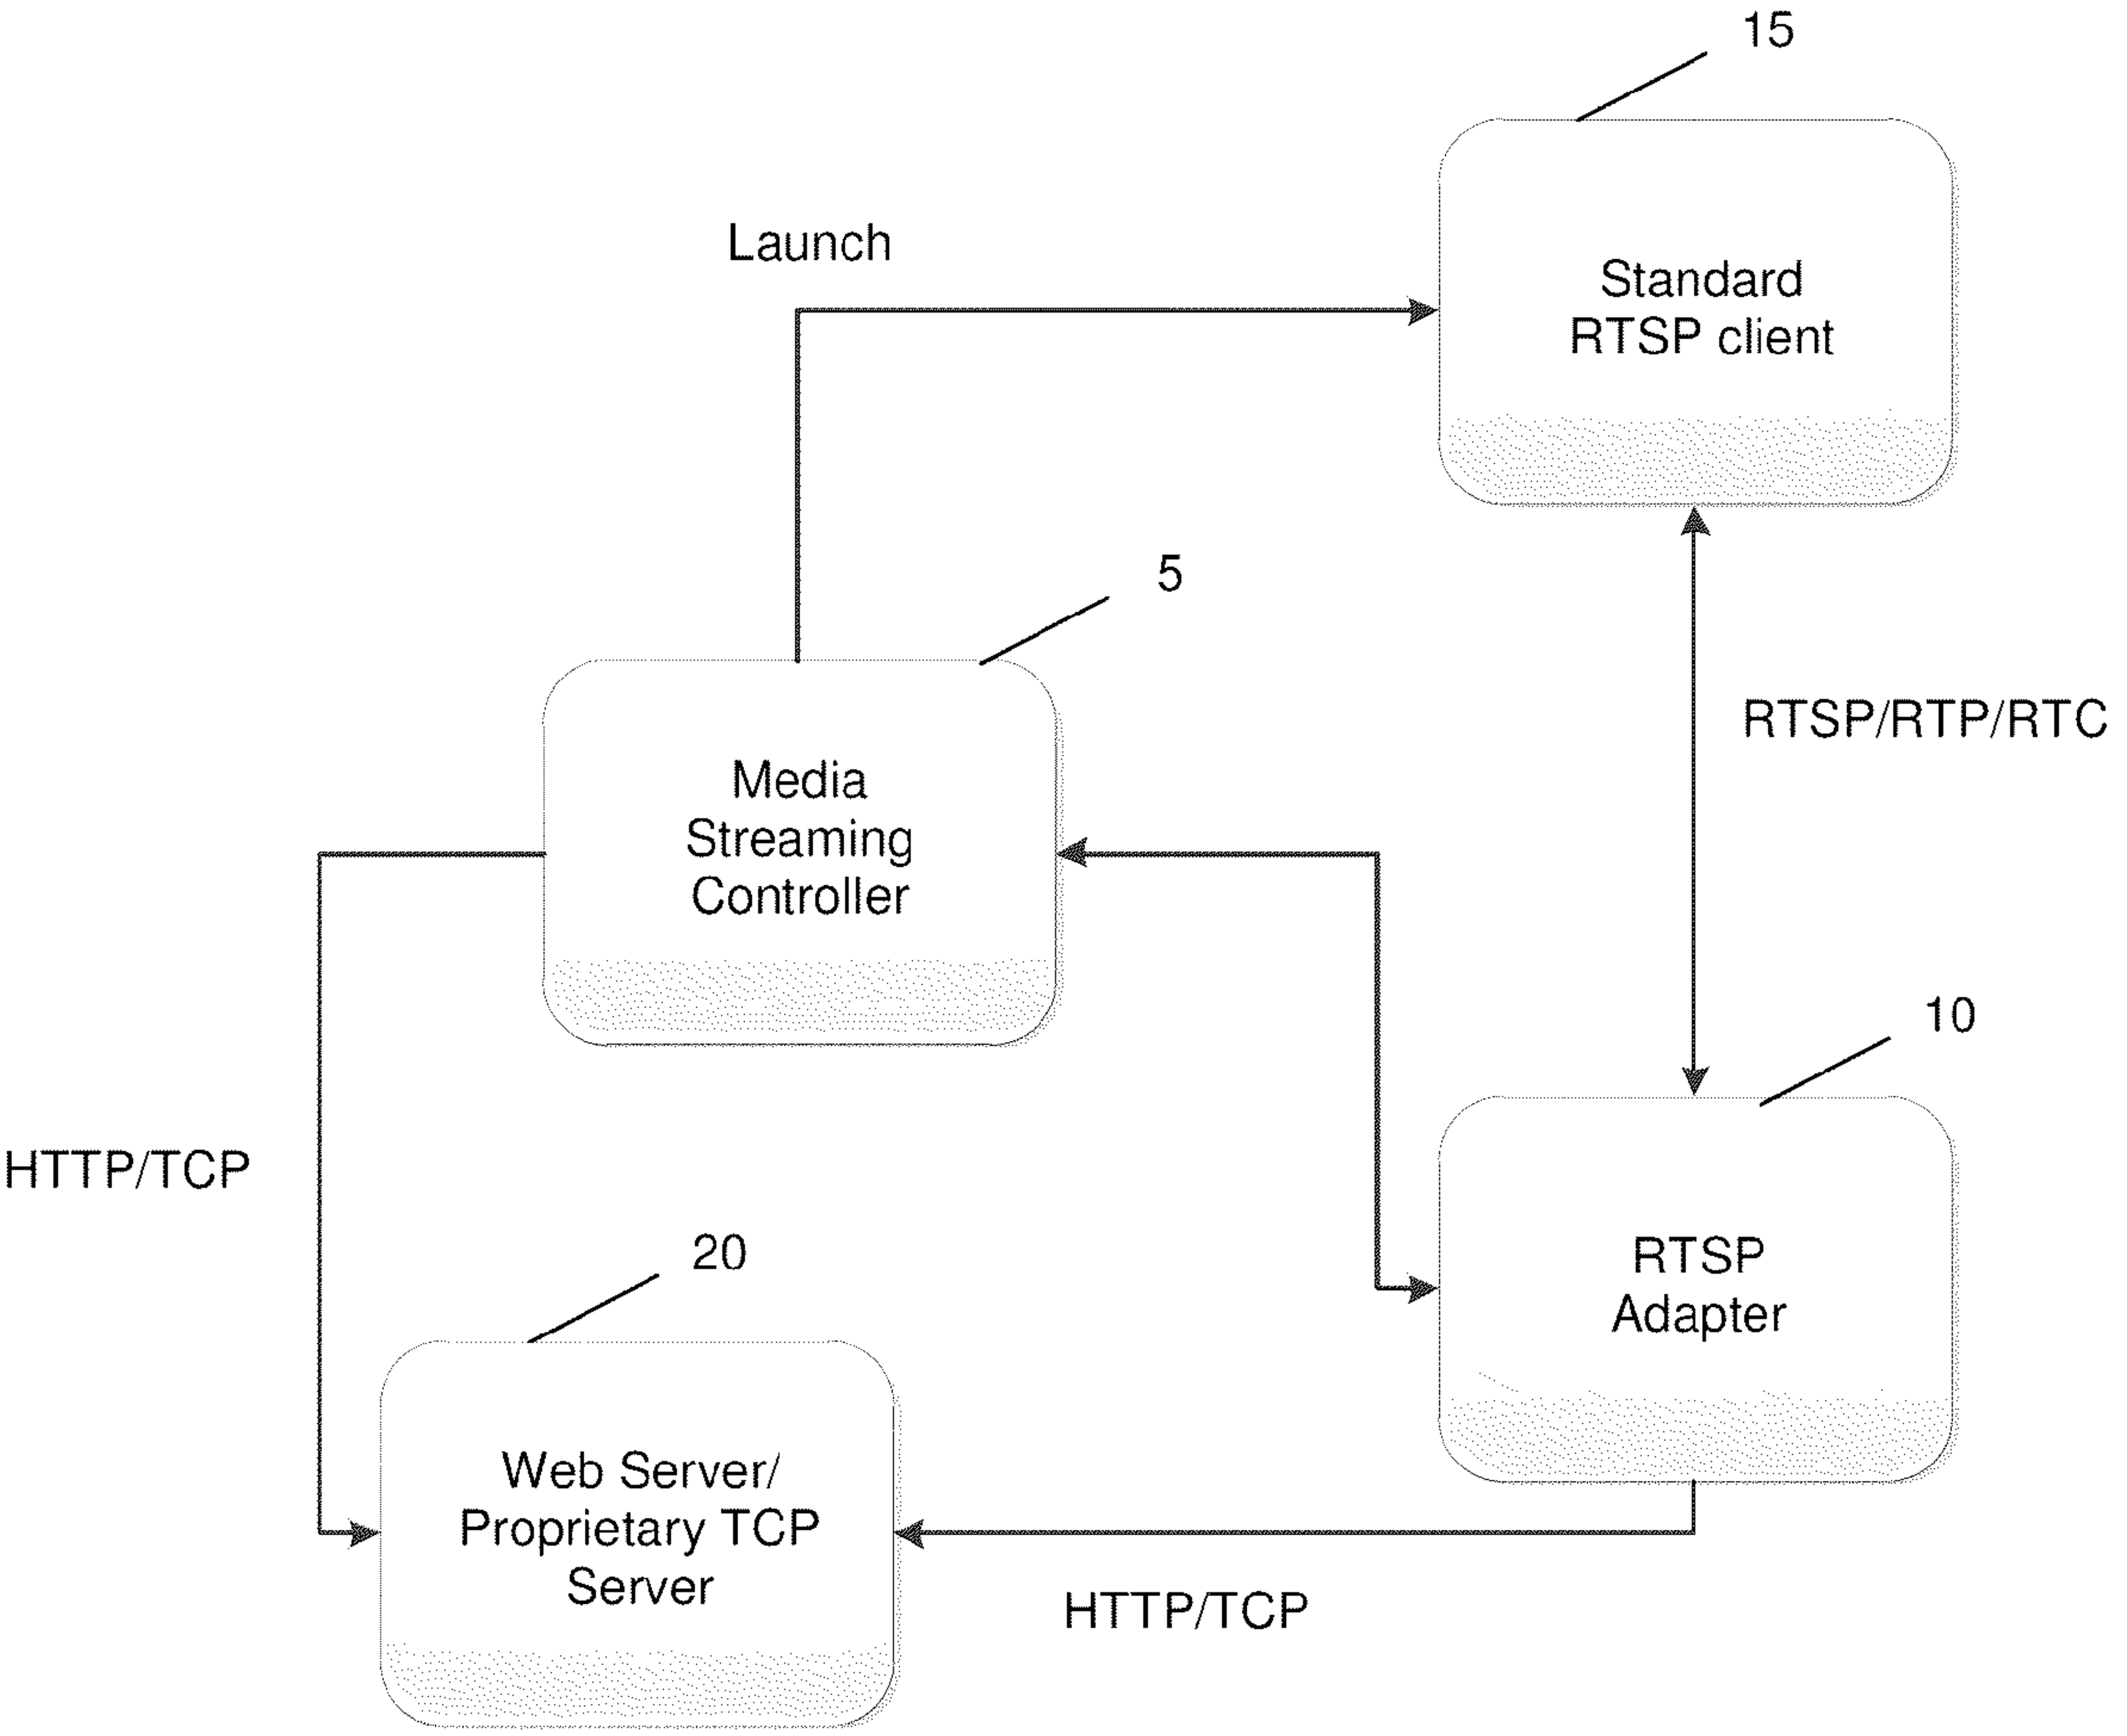 15
Launch
Standard
RTSP client
5
RTSP/RTP/RTC
Media
Streaming
Controller
10
HTTP/TCP
20
RTSP
Adapter
Web Server/
Proprietary TCP
Server
HTTP/TCP